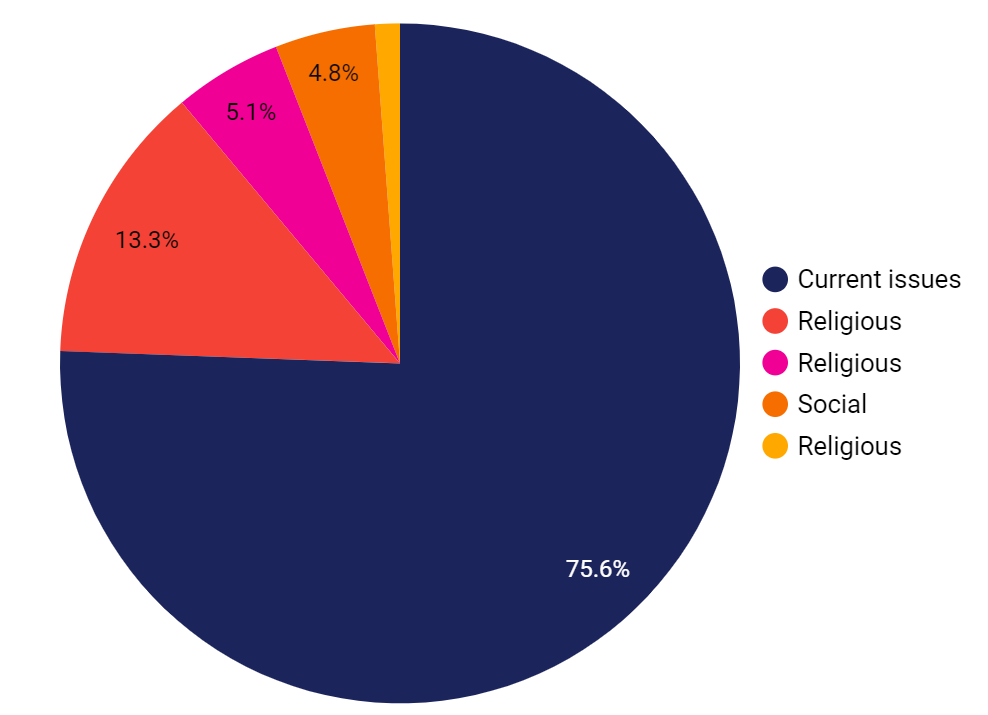 4.8%
5.1%
13.3%
75.6%
Current issues
Religious
Religious
Social
Religious